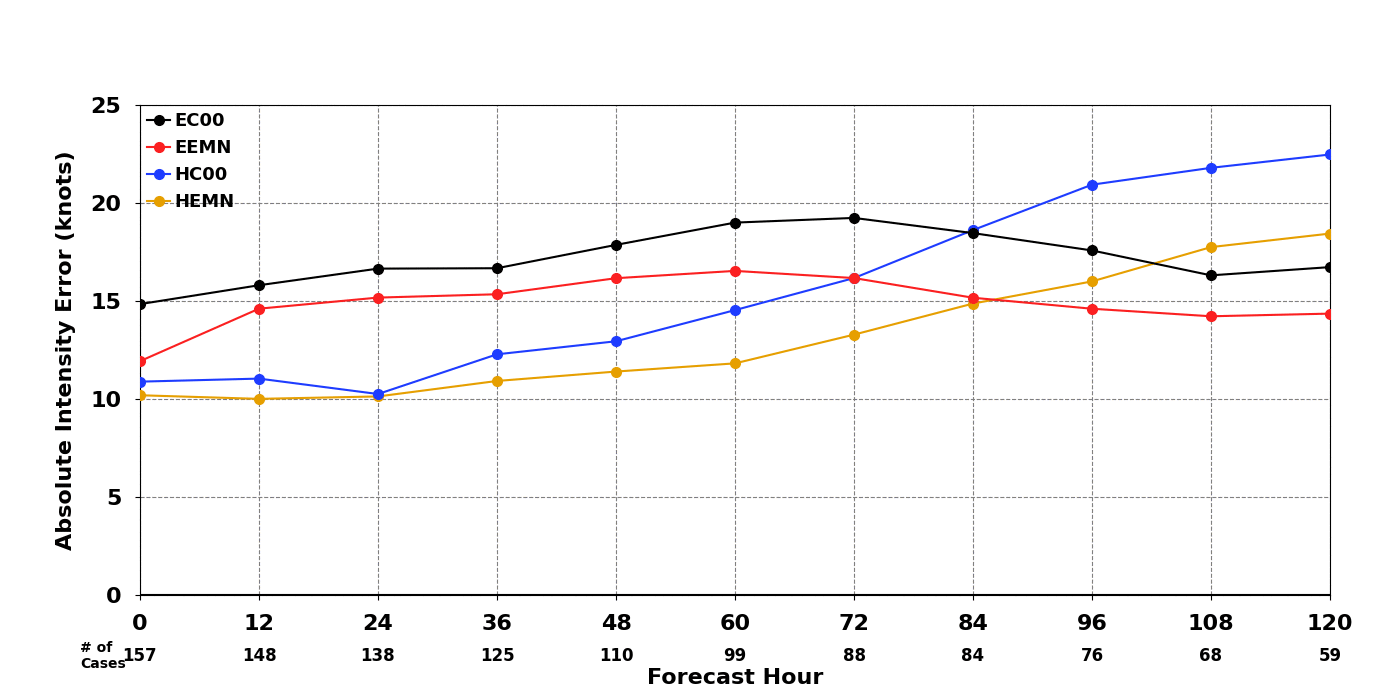 25
EC00
EEMN
HC00
HEMN
20
15
10
5
0
Absolute Intensity Error (knots)
0 12 24 36 48 60 72 84 96 108 120
# of
Cases
157 148 138 125 110 99 88 84 76 68 59
Forecast Hour